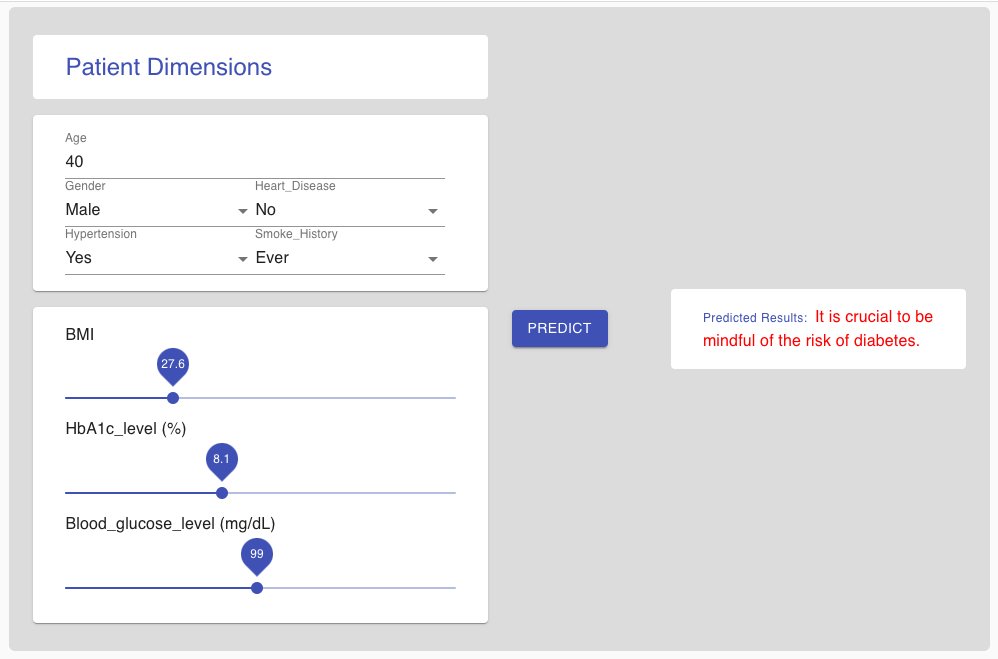 Patient Dimensions
Age
40
Gender
Heart_Disease
Male
No
Hypertension
Smoke_History
Yes
Ever
BMI
27.6
HbA1c_level (%)
8.1
Blood_glucose_level (mg/dL)
99
PREDICT
Predicted Results: It is crucial to be
mindful of the risk of diabetes.